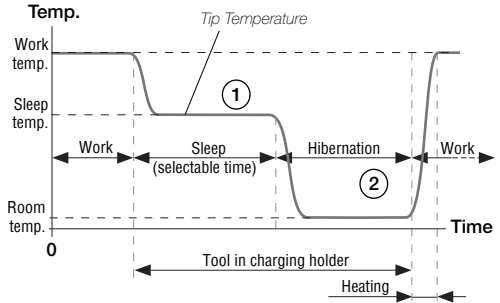 Temp.
Tip Temperature
Work
temp.
1
Sleep
temp.
Work
Sleep
(selectable time)
Hibernation
Work
2
Room
temp.
Time
0
Tool in charging holder
Heating